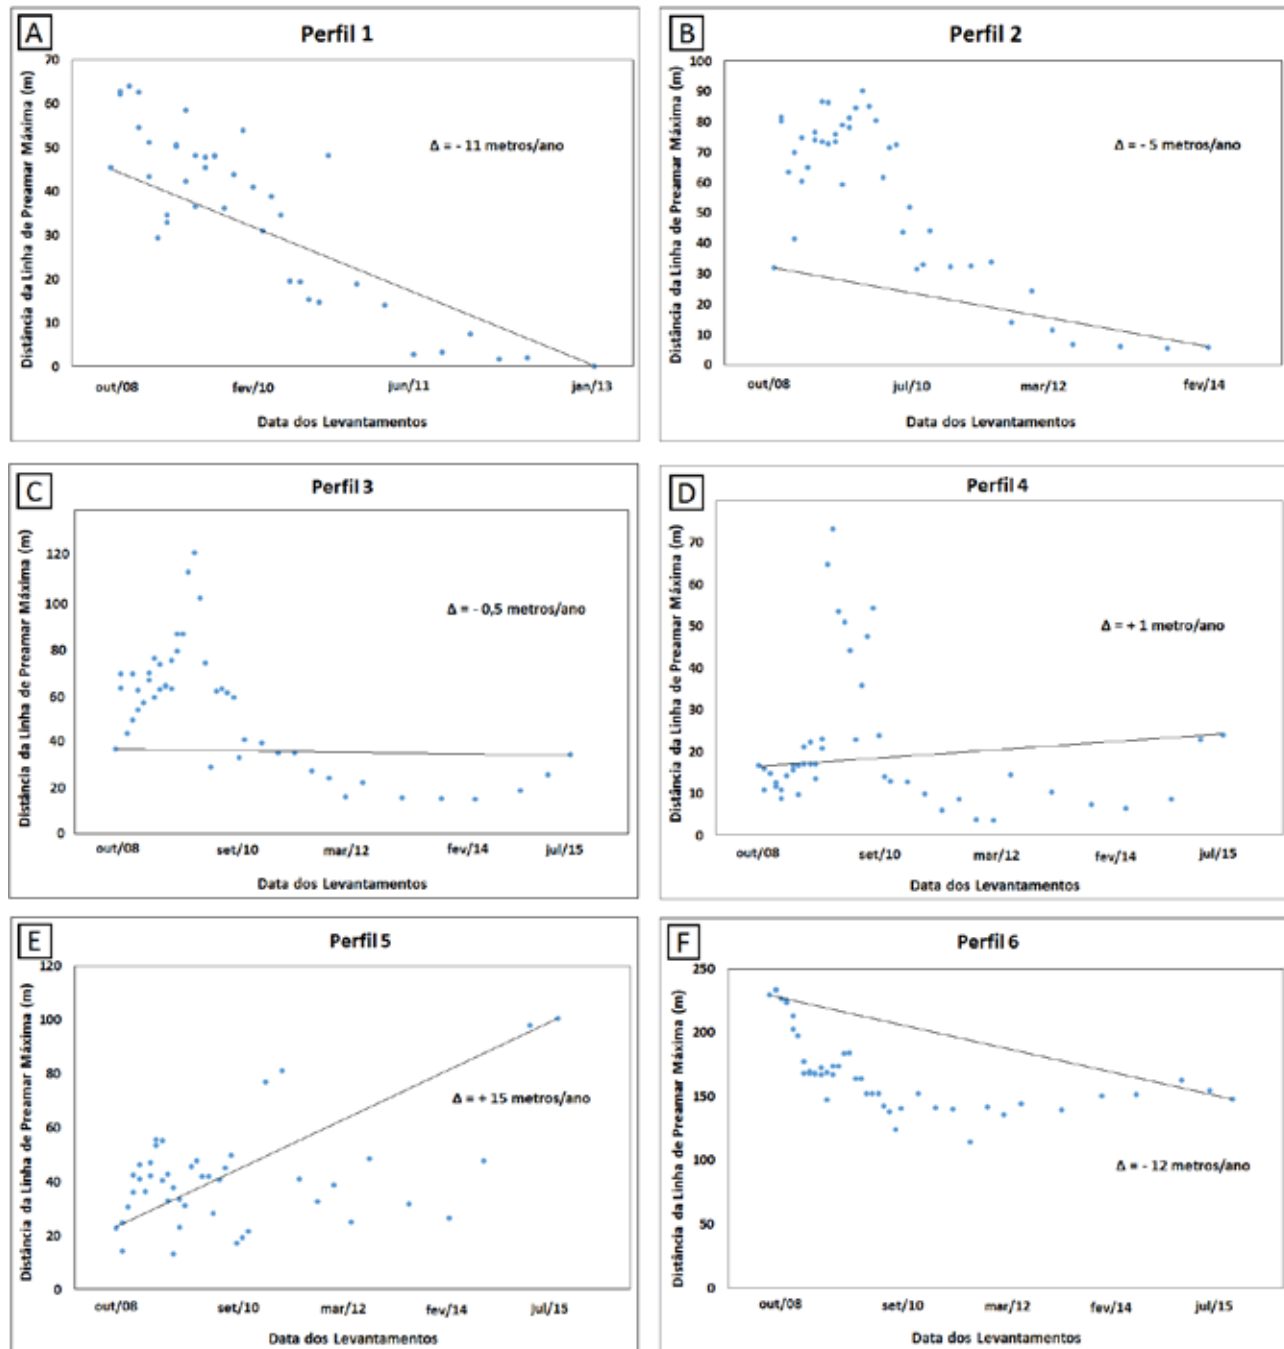 A
Perfil 1
Distância da Linha de Preamar Máxima (m)
70
60
50
40
30
20
10
0
Δ = - 11 metros/ano
out/08
fev/10
jun/11
jan/13
Data dos Levantamentos
B
Perfil 2
Distância da Linha de Preamar Máxima (m)
100
90
80
70
60
50
40
30
20
10
0
Δ = - 5 metros/ano
out/08
jul/10
mar/12
fev/14
Data dos Levantamentos
C
Perfil 3
Distância da Linha de Preamar Máxima (m)
120
100
80
60
40
20
0
Δ = - 0,5 metros/ano
out/08
set/10
mar/12
fev/14
jul/15
Data dos Levantamentos
D
Perfil 4
Distância da Linha de Preamar Máxima (m)
70
60
50
40
30
20
10
0
Δ = + 1 metro/ano
out/08
set/10
mar/12
fev/14
jul/15
Data dos Levantamentos
E
Perfil 5
Distância da Linha de Preamar Máxima (m)
120
100
80
60
40
20
0
Δ = + 15 metros/ano
out/08
set/10
mar/12
fev/14
jul/15
Data dos Levantamentos
F
Perfil 6
Distância da Linha de Preamar Máxima (m)
250
200
150
100
50
0
Δ = - 12 metros/ano
out/08
set/10
mar/12
fev/14
jul/15
Data dos Levantamentos